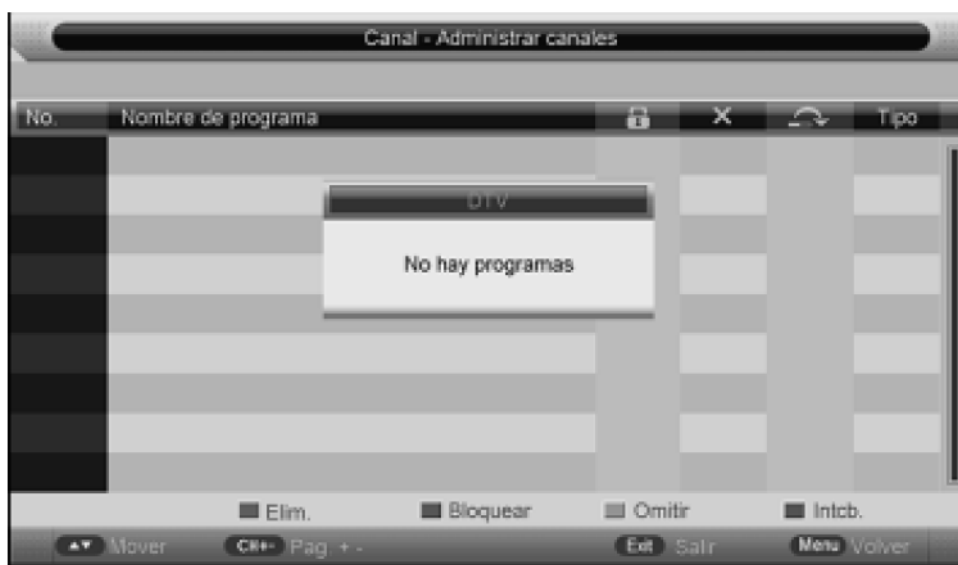 Canal - Administrar canales
No. Nombre de programa Tipo
DTV
No hay programas
Elim. Bloquear Omitir Intcb.
Mover CH+- Pag + - Exit Salir Menu Volver